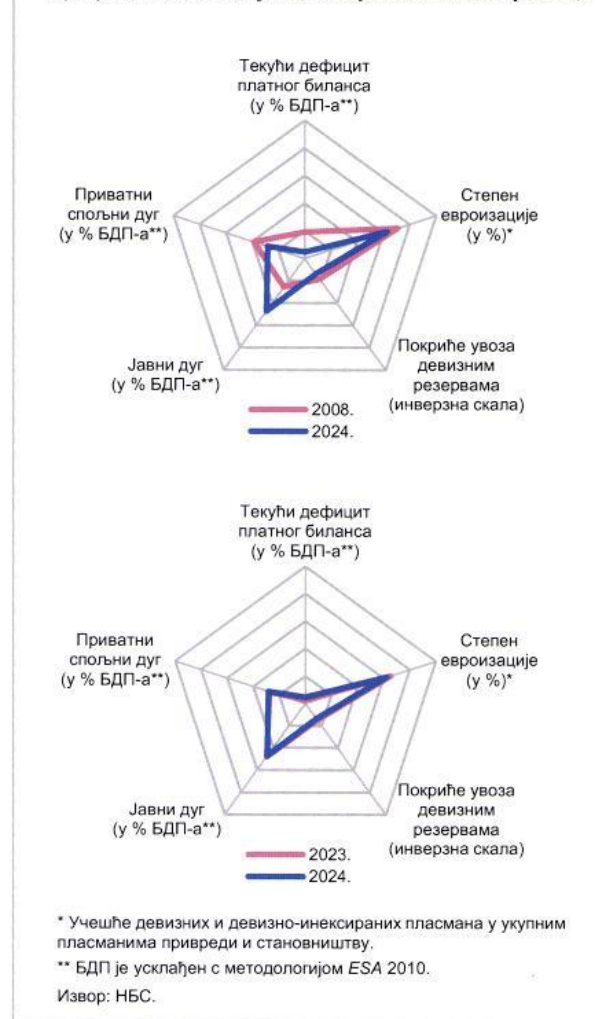 Текући дефицит
платног биланса
(у % БДП-а**)
Приватни
спољни дуг
(у % БДП-а**)
Степен
евроизације
(у %)*
Јавни дуг
(у % БДП-а**)
Покриће увоза
девизним
резервама
(инверзна скала)
2008.
2024.
Текући дефицит
платног биланса
(у % БДП-а**)
Приватни
спољни дуг
(у % БДП-а**)
Степен
евроизације
(у %)*
Јавни дуг
(у % БДП-а**)
Покриће увоза
девизним
резервама
(инверзна скала)
2023.
2024.
* Учешће девизних и девизно-инексираних пласмана у укупним
пласманима привреди и становништву.
** БДП је усклађен с методологијом ESA 2010.
Извор: НБС.